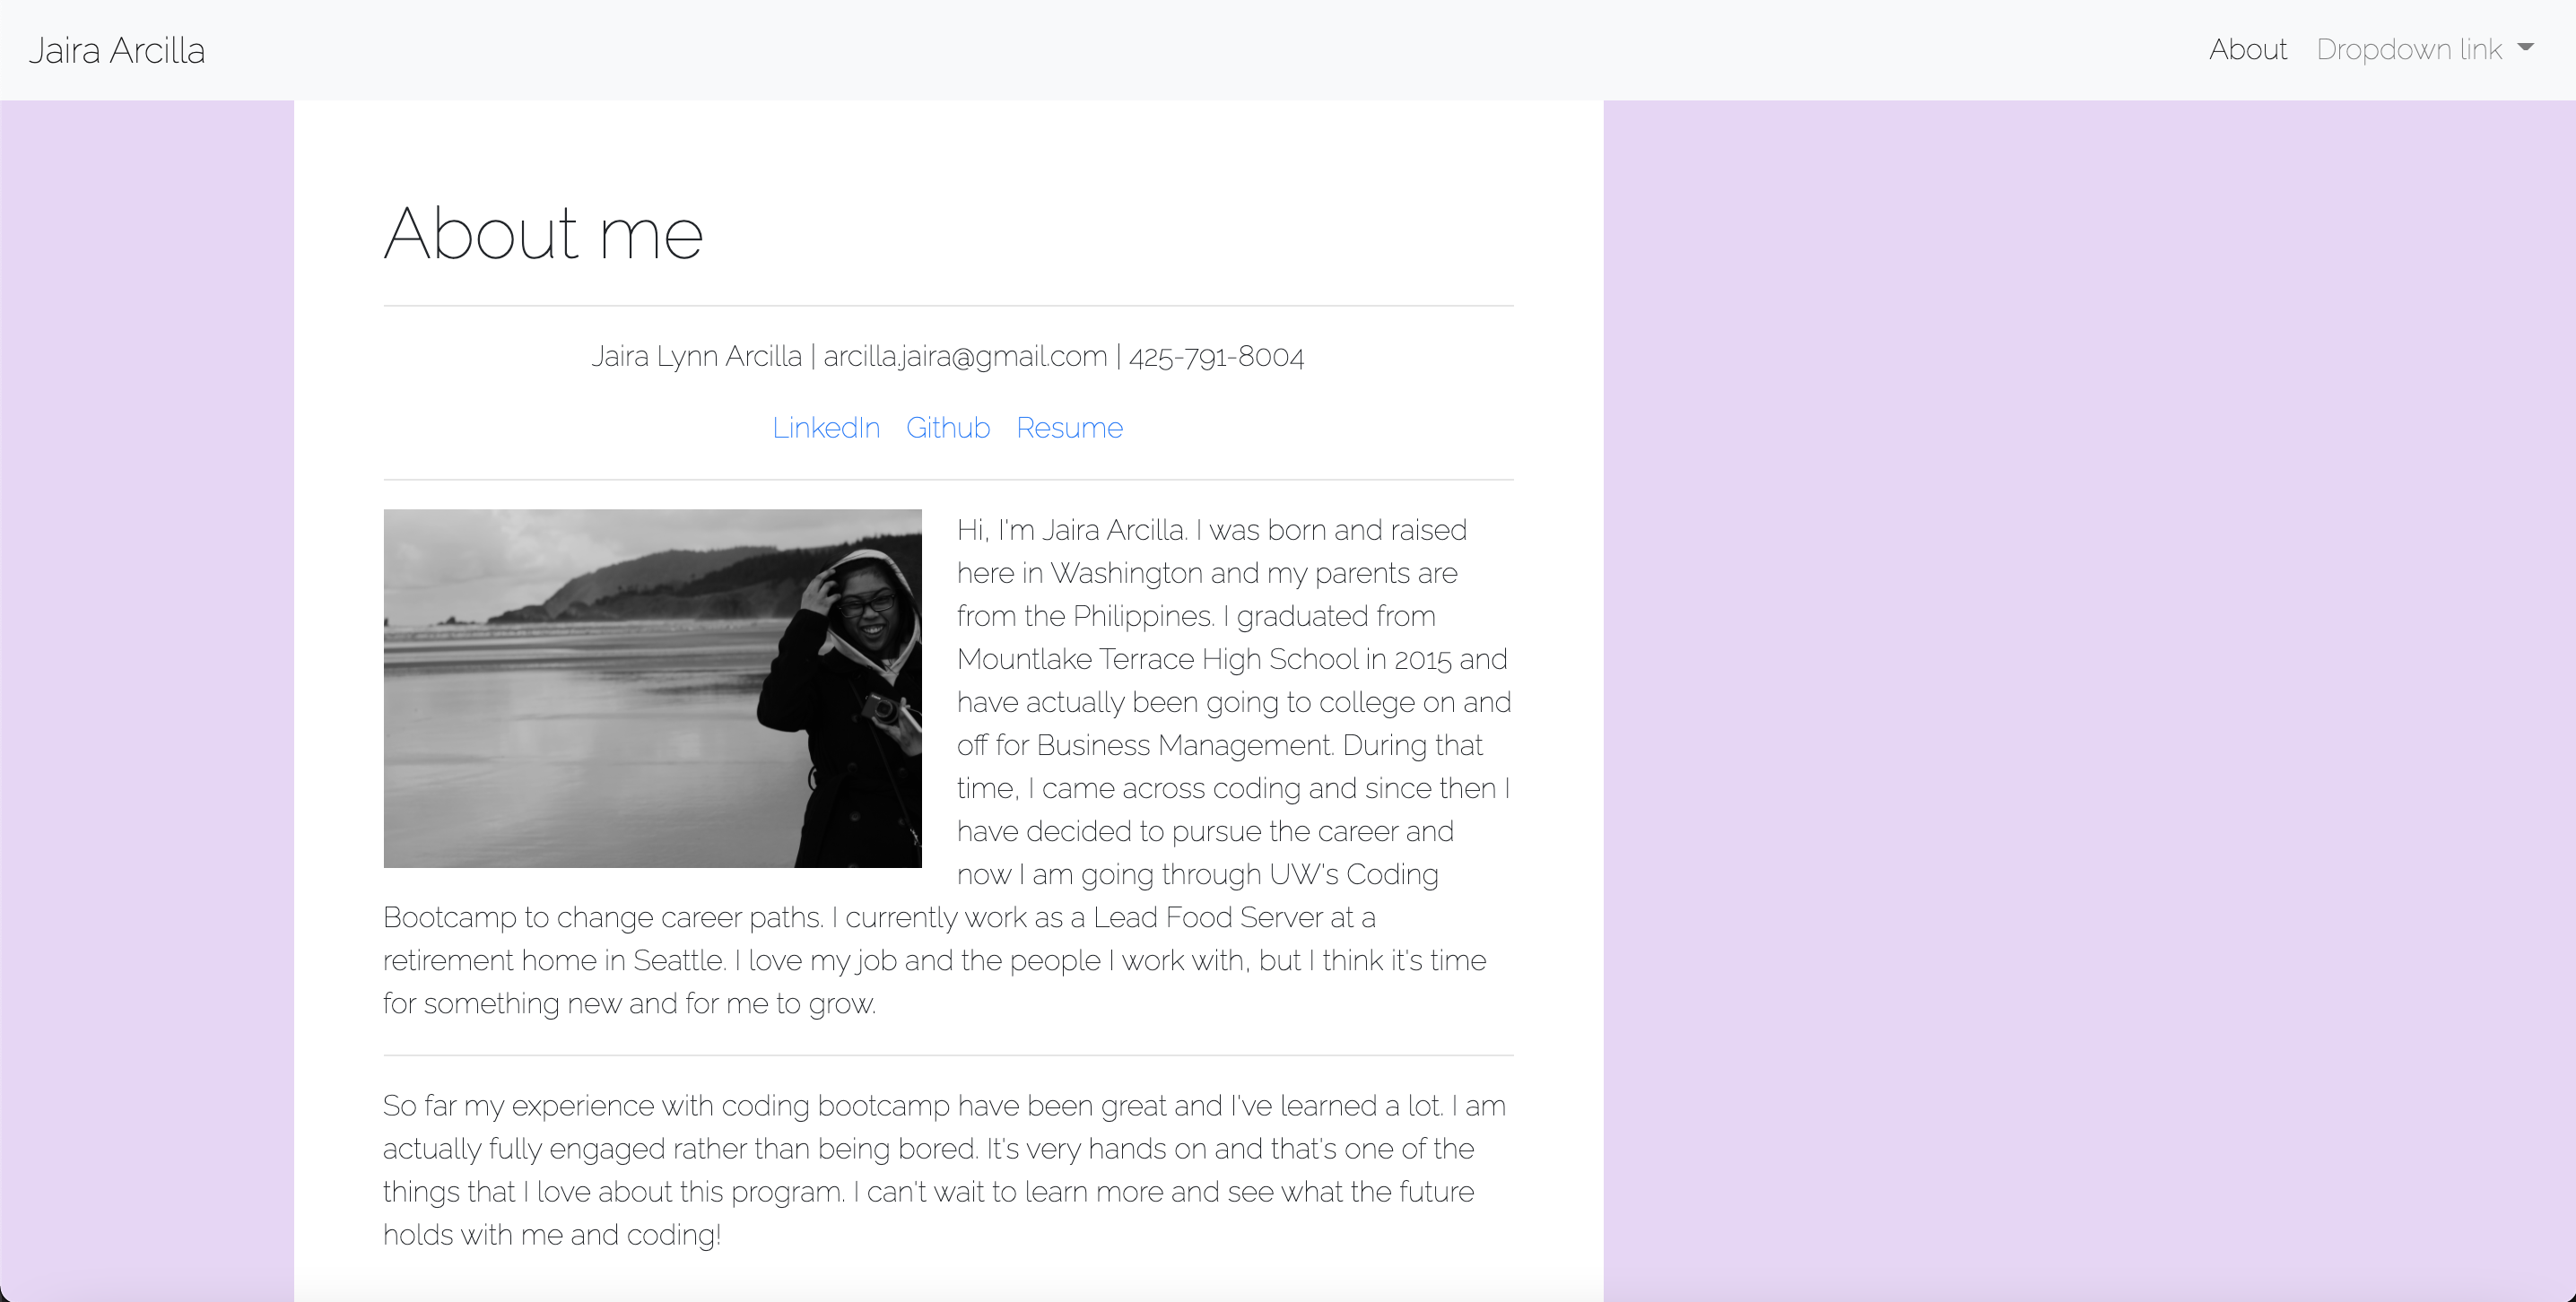 Jaira Arcilla
About Dropdown link
About me
Jaira Lynn Arcilla | arcilla.jaira@gmail.com | 425-791-8004
LinkedIn Github Resume
Hi, I'm Jaira Arcilla. I was born and raised
here in Washington and my parents are
from the Philippines. I graduated from
Mountlake Terrace High School in 2015 and
have actually been going to college on and
off for Business Management. During that
time, I came across coding and since then I
have decided to pursue the career and
now I am going through UW's Coding
Bootcamp to change career paths. I currently work as a Lead Food Server at a
retirement home in Seattle. I love my job and the people I work with, but I think it's time
for something new and for me to grow.
So far my experience with coding bootcamp have been great and I've learned a lot. I am
actually fully engaged rather than being bored. It's very hands on and that's one of the
things that I love about this program. I can't wait to learn more and see what the future
holds with me and coding!